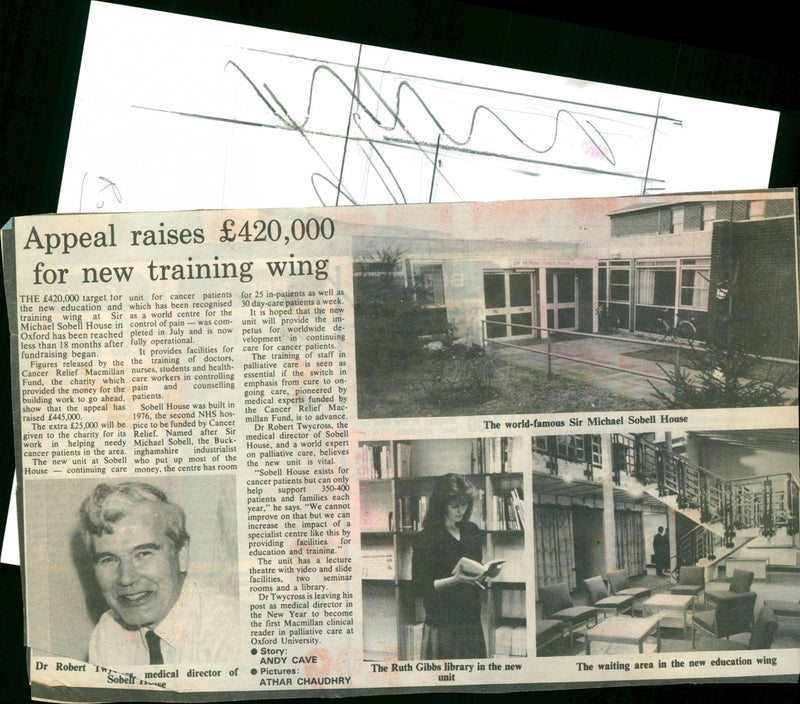 Appeal raises £420,000
for new training wing
THE £420,000 target for
the new education and
training wing at Sir
Michael Sobell House in
Oxford has been reached
less than 18 months after
fundraising began.
Figures released by the
Cancer Relief Macmillan
Fund, the charity which
provided the money for the
building work to go ahead,
show that the appeal has
raised £445,000.
The extra £25,000 will be
given to the charity for its
work in helping needy
cancer patients in the area.
The new unit at Sobell
House — continuing care
unit for cancer patients
which has been recognised
as a world centre for the
control of pain — was com-
pleted in July and is now
fully operational.
It provides facilities for
the training of doctors,
nurses, students and health-
care workers in controlling
pain and counselling
patients.
Sobell House was built in
1976, the second NHS hos-
pice to be funded by Cancer
Relief. Named after Sir
Michael Sobell, the Buck-
inghamshire industrialist
who put up most of the
money, the centre has room
for 25 in-patients as well as
30 day-care patients a week.
It is hoped that the new
unit will provide the im-
petus for worldwide de-
velopment in continuing
care for cancer patients.
The training of staff in
palliative care is seen as
essential if the switch in
emphasis from cure to on-
going care, pioneered by
medical experts funded by
the Cancer Relief Mac-
millan Fund, is to advance.
Dr Robert Twycross, the
medical director of Sobell
House, and a world expert
on palliative care, believes
the new unit is vital.
“Sobell House exists for
cancer patients but can only
help support 350-400
patients and families each
year,” he says. “We cannot
improve on that but we can
increase the impact of a
specialist centre like this by
providing facilities for
education and training.”
The unit has a lecture
theatre with video and slide
facilities, two seminar
rooms and a library.
Dr Twycross is leaving his
post as medical director in
the New Year to become
the first Macmillan clinical
reader in palliative care at
Oxford University.
● Story:
ANDY CAVE
● Pictures:
ATHAR CHAUDHRY
Dr Robert Twycross, medical director of
Sobell House
The world-famous Sir Michael Sobell House
The Ruth Gibbs library in the new
unit
The waiting area in the new education wing